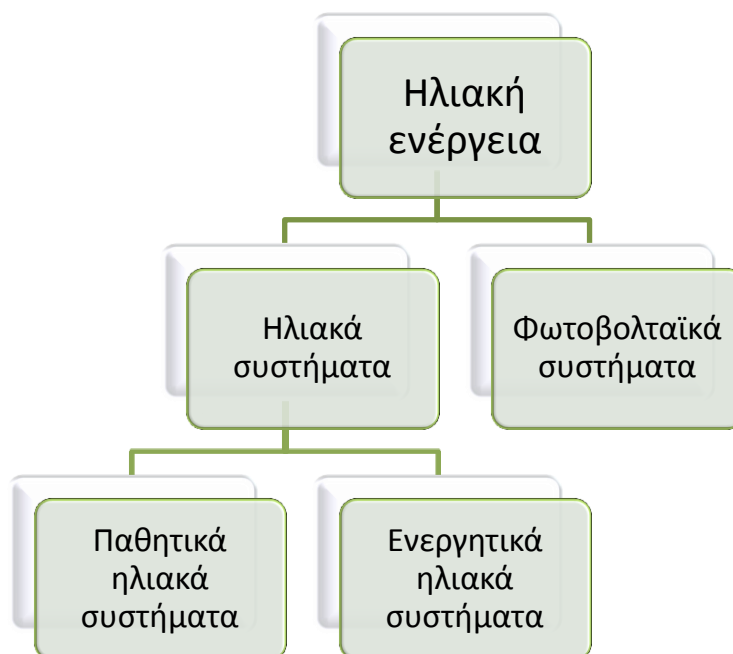 Ηλιακή
ενέργεια
Ηλιακά
συστήματα
Φωτοβολταϊκά
συστήματα
Παθητικά
ηλιακά
συστήματα
Ενεργητικά
ηλιακά
συστήματα